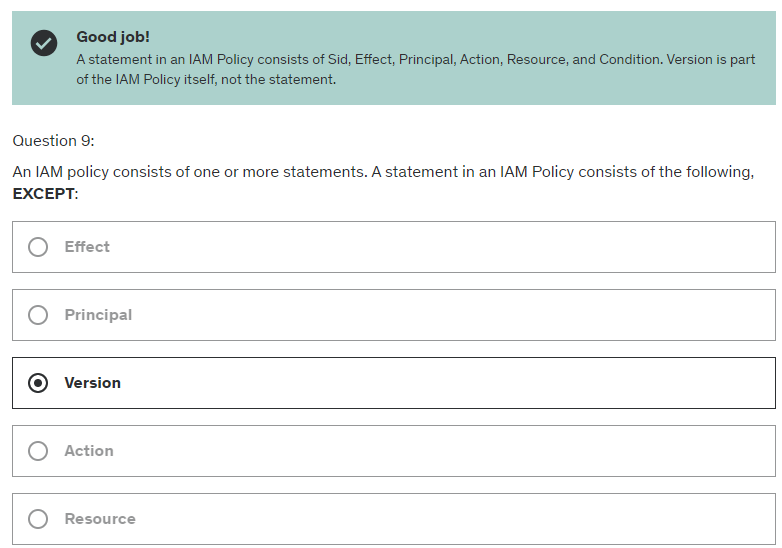 Good job!
A statement in an IAM Policy consists of Sid, Effect, Principal, Action, Resource, and Condition. Version is part
of the IAM Policy itself, not the statement.
Question 9:
An IAM policy consists of one or more statements. A statement in an IAM Policy consists of the following,
EXCEPT:
Effect
Principal
Version
Action
Resource